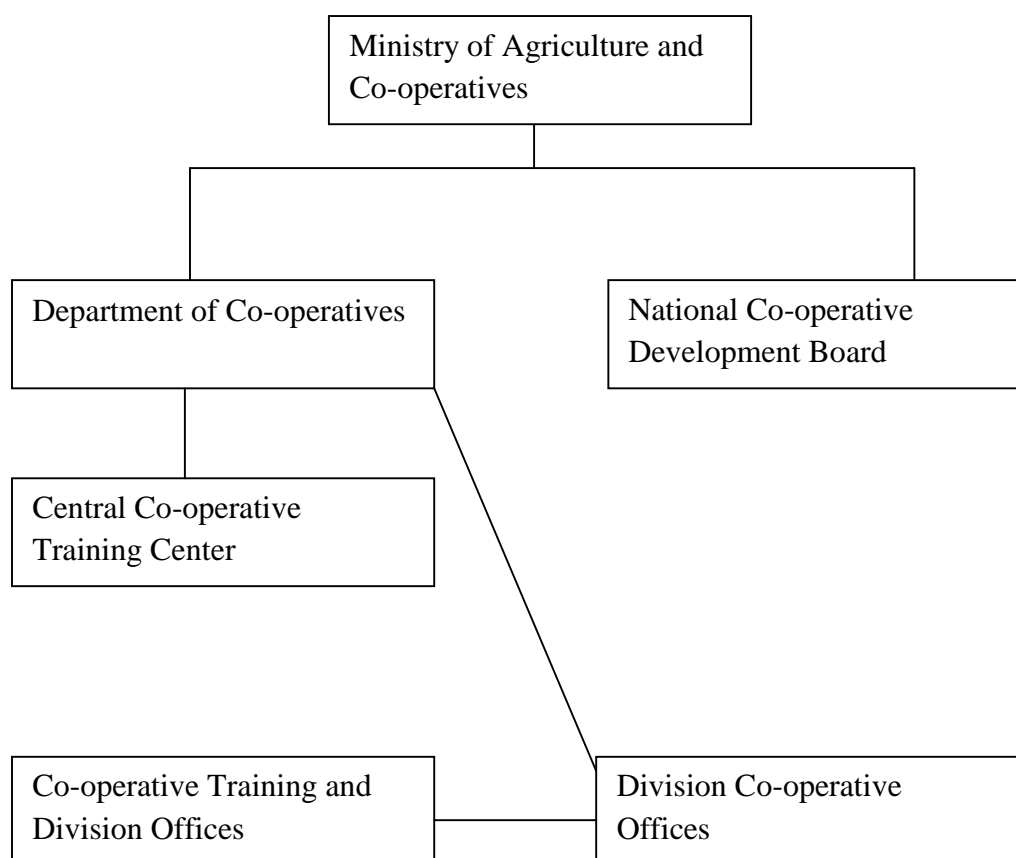 Ministry of Agriculture and
Co-operatives
Department of Co-operatives
National Co-operative
Development Board
Central Co-operative
Training Center
Co-operative Training and
Division Offices
Division Co-operative
Offices